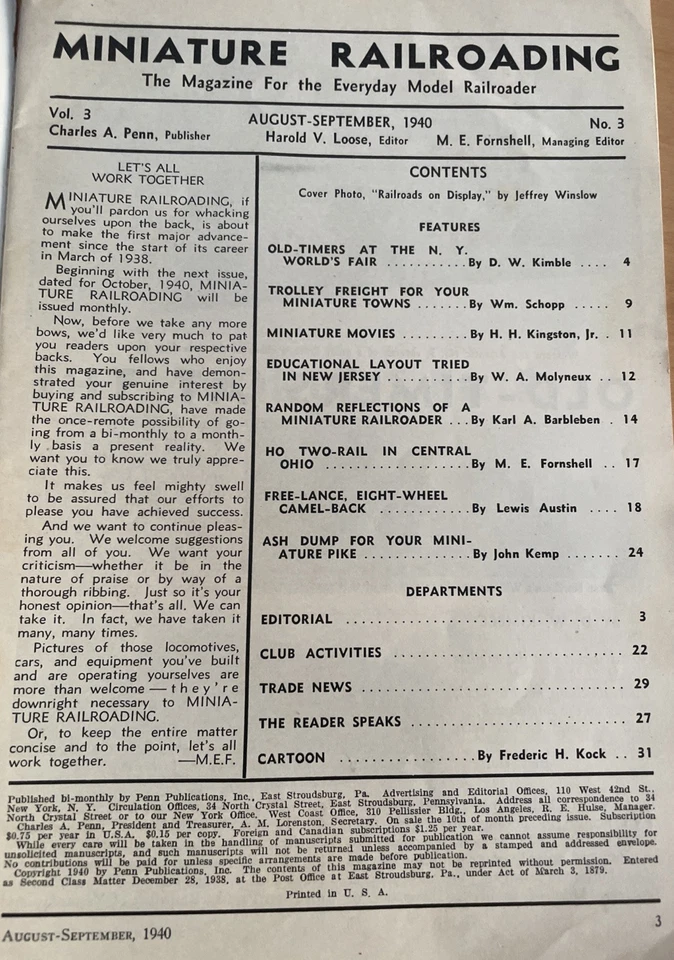 MINIATURE RAILROADING
The Magazine For the Everyday Model Railroader
Vol. 3 AUGUST-SEPTEMBER, 1940 No. 3
Charles A. Penn, Publisher Harold V. Loose, Editor M. E. Fornshell, Managing Editor
LET'S ALL
WORK TOGETHER
MINIATURE RAILROADING, if
you'll pardon us for whacking
ourselves upon the back, is about
to make the first major advance-
ment since the start of its career
in March of 1938.
Beginning with the next issue,
dated for October, 1940, MINIA-
TURE RAILROADING will be
issued monthly.
Now, before we take any more
bows, we'd like very much to pat
you readers upon your respective
backs. You fellows who enjoy
this magazine, and have demon-
strated your genuine interest by
buying and subscribing to MINIA-
TURE RAILROADING, have made
the once-remote possibility of go-
ing from a bi-monthly to a month-
ly basis a present reality. We
want you to know we truly appre-
ciate this.
It makes us feel mighty swell
to be assured that our efforts to
please you have achieved success.
And we want to continue pleas-
ing you. We welcome suggestions
from all of you. We want your
criticism—whether it be in the
nature of praise or by way of a
thorough ribbing. Just so it's your
honest opinion—that's all. We can
take it. In fact, we have taken it
many, many times.
Pictures of those locomotives,
cars, and equipment you've built
and are operating yourselves are
more than welcome — they're
downright necessary to MINIA-
TURE RAILROADING.
Or, to keep the entire matter
concise and to the point, let's all
work together. —M.E.F.
CONTENTS
Cover Photo, "Railroads on Display," by Jeffrey Winslow
FEATURES
OLD-TIMERS AT THE N. Y.
WORLD'S FAIR ........... By D. W. Kimble .... 4
TROLLEY FREIGHT FOR YOUR
MINIATURE TOWNS ....... By Wm. Schopp ..... 9
MINIATURE MOVIES ......... By H. H. Kingston, Jr. . 11
EDUCATIONAL LAYOUT TRIED
IN NEW JERSEY ........... By W. A. Molyneux .. 12
RANDOM REFLECTIONS OF A
MINIATURE RAILROADER ... By Karl A. Barbleben . 14
HO TWO-RAIL IN CENTRAL
OHIO ................... By M. E. Fornshell .. 17
FREE-LANCE, EIGHT-WHEEL
CAMEL-BACK ............ By Lewis Austin .... 18
ASH DUMP FOR YOUR MINI-
ATURE PIKE .............. By John Kemp ....... 24
DEPARTMENTS
EDITORIAL ..................................... 3
CLUB ACTIVITIES ............................... 22
TRADE NEWS .................................... 29
THE READER SPEAKS ............................. 27
CARTOON ................. By Frederic H. Kock .. 31
Published bi-monthly by Penn Publications, Inc., East Stroudsburg, Pa. Advertising and Editorial Offices, 110 West 42nd St.,
New York, N. Y. Circulation Offices, 34 North Crystal Street, East Stroudsburg, Pennsylvania. Address all correspondence to 34
North Crystal Street or to our New York Office. West Coast Office, 310 Pellissier Bldg., Los Angeles, R. E. Hulse, Manager.
Charles A. Penn, President and Treasurer, A. M. Lorenston, Secretary. On sale the 10th of month preceding issue. Subscription
$0.75 per year in U.S.A. $0.15 per copy. Foreign and Canadian subscriptions $1.25 per year.
While every care will be taken in the handling of manuscripts submitted for publication we cannot assume responsibility for
unsolicited manuscripts, and such manuscripts will not be returned unless accompanied by a stamped and addressed envelope.
No contributions will be paid for unless specific arrangements are made before publication.
Copyright 1940 by Penn Publications, Inc. The contents of this magazine may not be reprinted without permission. Entered
as Second Class Matter December 28, 1938, at the Post Office at East Stroudsburg, Pa., under Act of March 3, 1879.
Printed in U. S. A.
AUGUST-SEPTEMBER, 1940 3